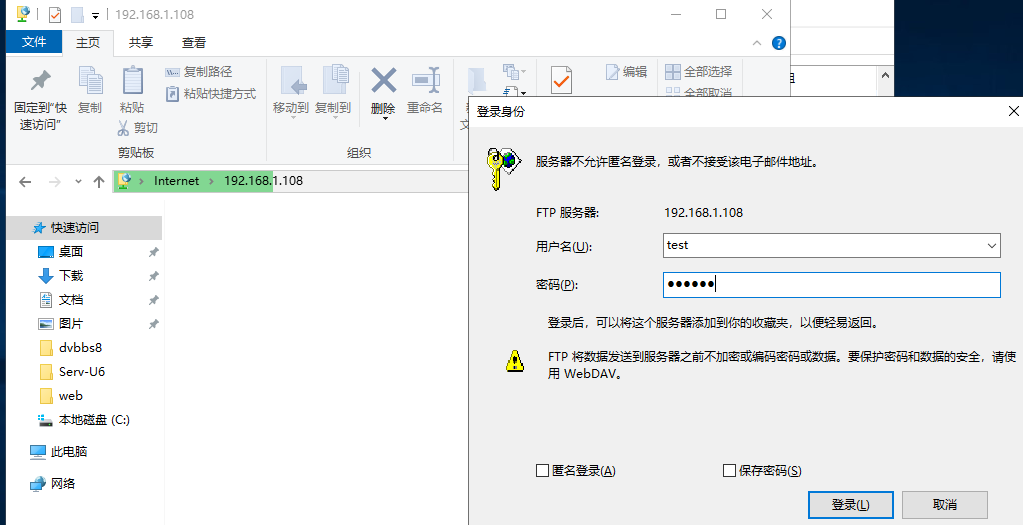 192.168.1.108
文件 主页 共享 查看
复制路径 编辑 全部选择
粘贴快捷方式 全部取消
固定到"快速访问" 复制 粘贴 移动到 复制到 删除 重命名
剪切
剪贴板 组织
Internet 192.168.1.108
快速访问
桌面
下载
文档
图片
dvbbs8
Serv-U6
web
本地磁盘 (C:)
此电脑
网络
登录身份
服务器不允许匿名登录，或者不接受该电子邮件地址。
FTP 服务器: 192.168.1.108
用户名(U): test
密码(P): ●●●●●●
登录后，可以将这个服务器添加到你的收藏夹，以便轻易返回。
FTP 将数据发送到服务器之前不加密或编码密码或数据。要保护密码和数据的安全，请使
用 WebDAV。
匿名登录(A) 保存密码(S)
登录(L) 取消